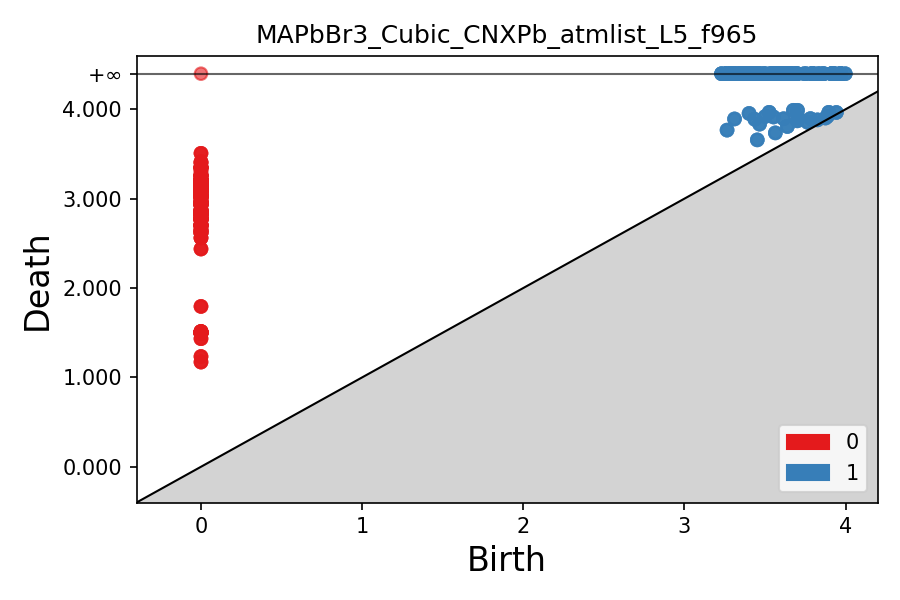 MAPbBr3_Cubic_CNXPb_atmlist_L5_f965
+∞
4.000
3.000
2.000
1.000
0.000
Death
0
1
0 1 2 3 4
Birth